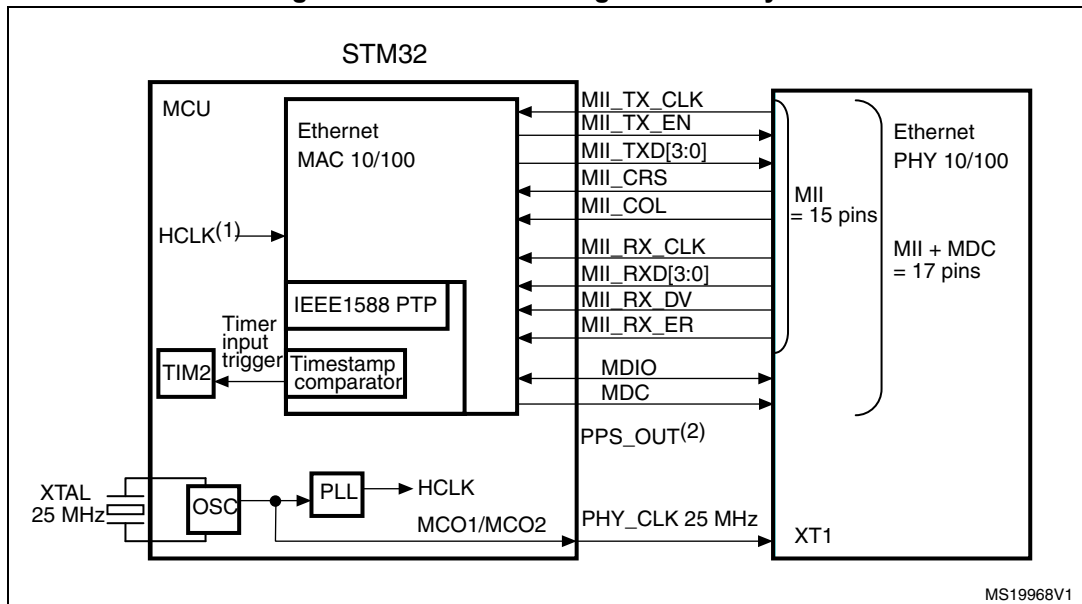 STM32
MCU
Ethernet
MAC 10/100
HCLK(1)
IEEE1588 PTP
Timer
input
trigger
TIM2
Timestamp
comparator
XTAL
25 MHz
OSC
PLL
HCLK
MCO1/MCO2
MII_TX_CLK
MII_TX_EN
MII_TXD[3:0]
MII_CRS
MII_COL
MII_RX_CLK
MII_RXD[3:0]
MII_RX_DV
MII_RX_ER
MDIO
MDC
PPS_OUT(2)
PHY_CLK 25 MHz
MII
= 15 pins
Ethernet
PHY 10/100
MII + MDC
= 17 pins
XT1
MS19968V1